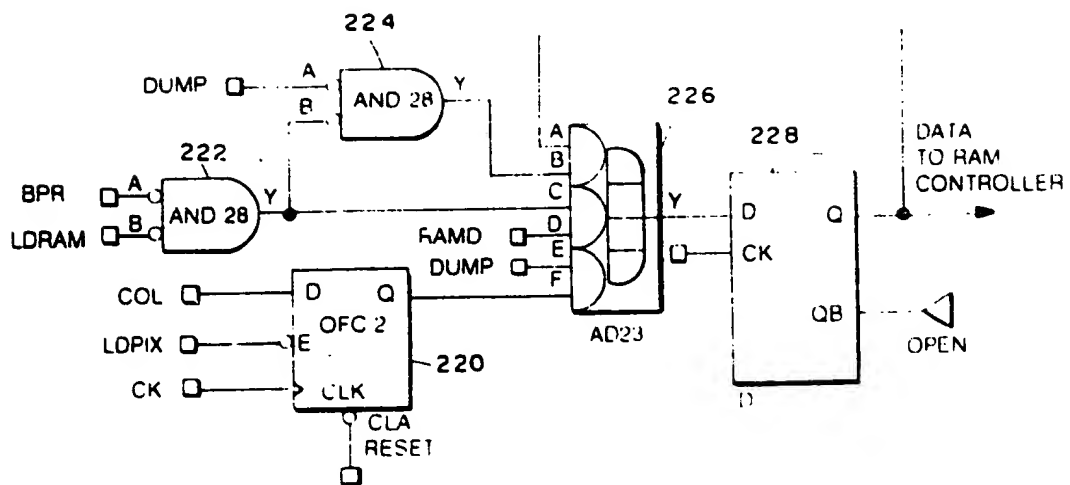 224
DUMP
A
B
AND 28
Y
226
222
BPR
A
LDRAM
B
AND 28
Y
A
B
C
D
E
F
RAMD
DUMP
Y
AD23
228
D
Q
CK
QB
D
DATA
TO RAM
CONTROLLER
OPEN
COL
LDPIX
CK
D
Q
OFC 2
E
CLK
220
CLA
RESET